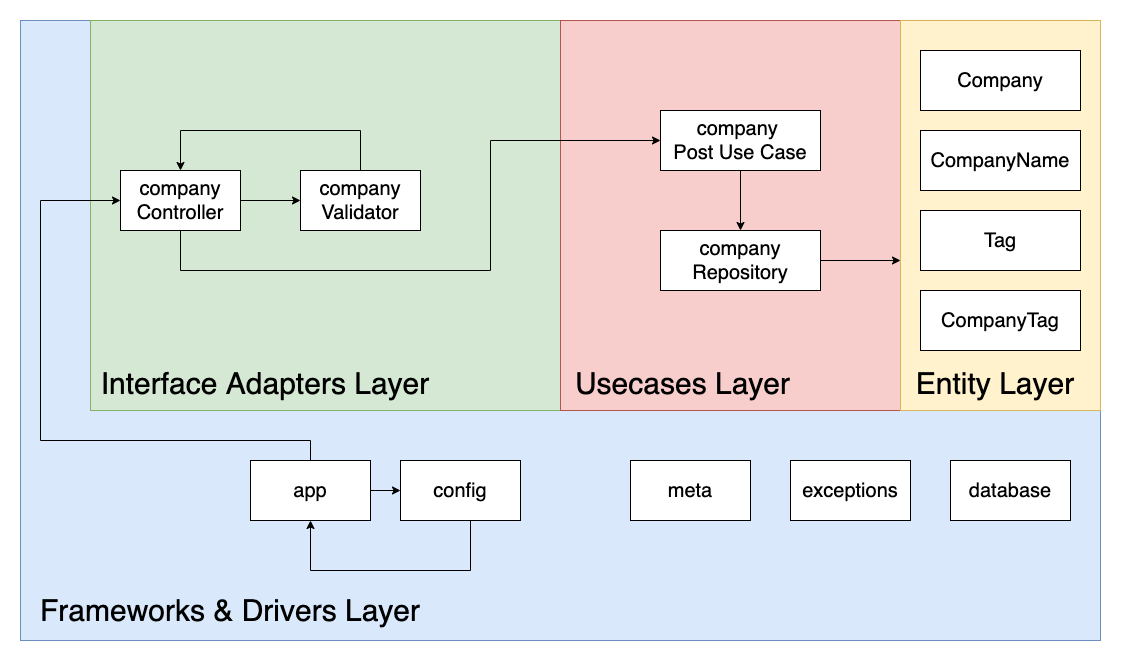 Company
company
Post Use Case
CompanyName
company
Controller
company
Validator
Tag
company
Repository
CompanyTag
Interface Adapters Layer
Usecases Layer
Entity Layer
app
config
meta
exceptions
database
Frameworks & Drivers Layer